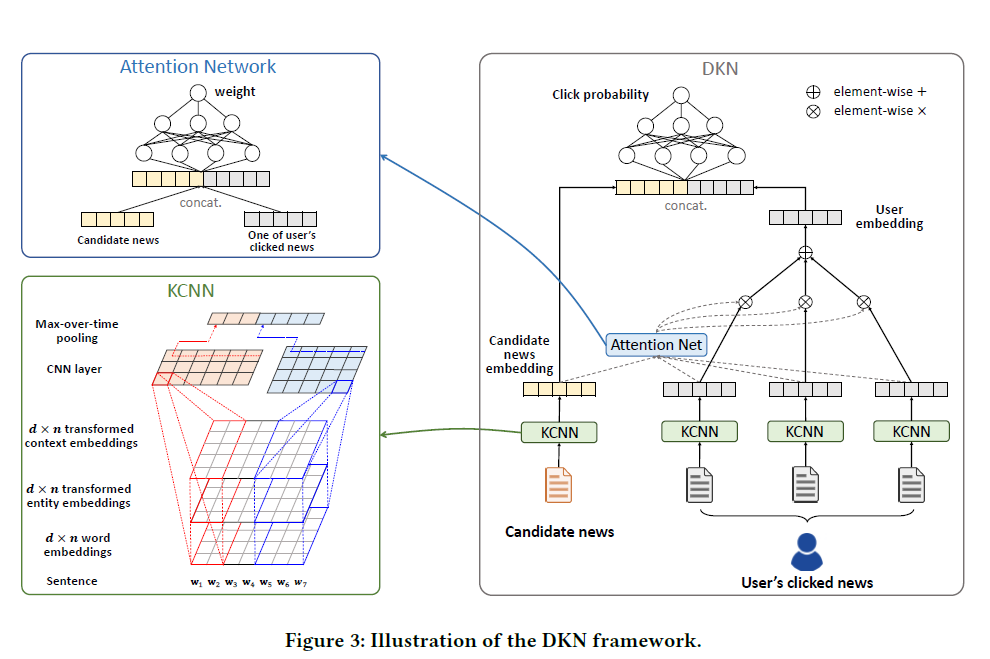 Attention Network
weight
concat.
Candidate news
One of user's
clicked news
KCNN
Max-over-time
pooling
CNN layer
d × n transformed
context embeddings
d × n transformed
entity embeddings
d × n word
embeddings
Sentence
w1 w2 w3 w4 w5 w6 w7
DKN
Click probability
element-wise +
element-wise ×
concat.
User
embedding
Attention Net
Candidate
news
embedding
KCNN
KCNN
KCNN
KCNN
Candidate news
User's clicked news
Figure 3: Illustration of the DKN framework.